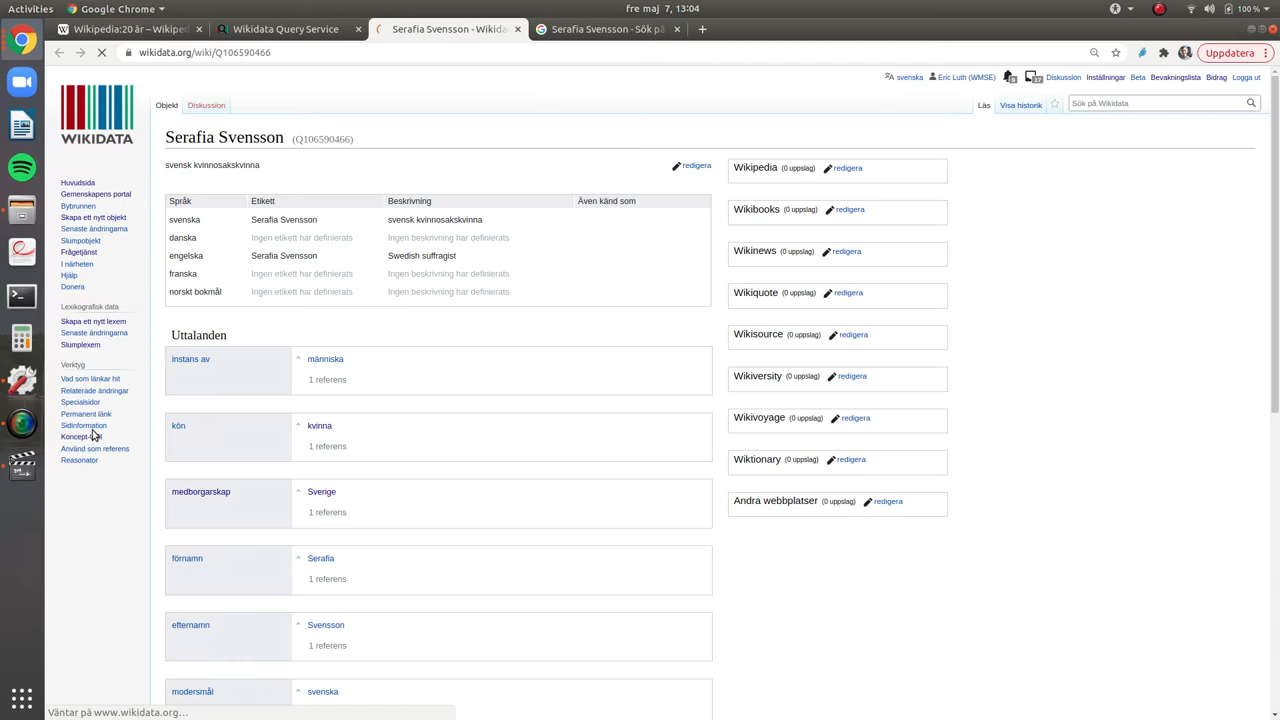 Aktiviteter
Google Chrome
fre maj 7, 13:04
100 %
Wikipedia:20 år – Wikipe
Wikidata Query Service
Serafia Svensson - Wikida
Serafia Svensson - Sök på
wikidata.org/wiki/Q106590466
Uppdatera
svenska Eric Luth (WMSE) Diskussion Inställningar Beta Bevakningslista Bidrag Logga ut
Objekt Diskussion Läs Visa historik Sök på Wikidata
WIKIDATA
Huvudsida
Gemenskapens portal
Bybrunnen
Skapa ett nytt objekt
Senaste ändringarna
Slumpobjekt
Frågetjänst
I närheten
Hjälp
Donera
Lexikografisk data
Skapa ett nytt lexem
Senaste ändringarna
Slumplexem
Verktyg
Vad som länkar hit
Relaterade ändringar
Specialsidor
Permanent länk
Sidinformation
Använd som referens
Reasonator
Serafia Svensson (Q106590466)
svensk kvinnosakskvinna redigera
Språk Etikett Beskrivning Även känd som
svenska Serafia Svensson svensk kvinnosakskvinna
danska Ingen etikett har definierats Ingen beskrivning har definierats
engelska Serafia Svensson Swedish suffragist
franska Ingen etikett har definierats Ingen beskrivning har definierats
norskt bokmål Ingen etikett har definierats Ingen beskrivning har definierats
Uttalanden
instans av människa
1 referens
kön kvinna
1 referens
medborgarskap Sverige
1 referens
förnamn Serafia
1 referens
efternamn Svensson
1 referens
modersmål svenska
Wikipedia (0 uppslag) redigera
Wikibooks (0 uppslag) redigera
Wikinews (0 uppslag) redigera
Wikiquote (0 uppslag) redigera
Wikisource (0 uppslag) redigera
Wikiversity (0 uppslag) redigera
Wikivoyage (0 uppslag) redigera
Wiktionary (0 uppslag) redigera
Andra webbplatser (0 uppslag) redigera
Väntar på www.wikidata.org…